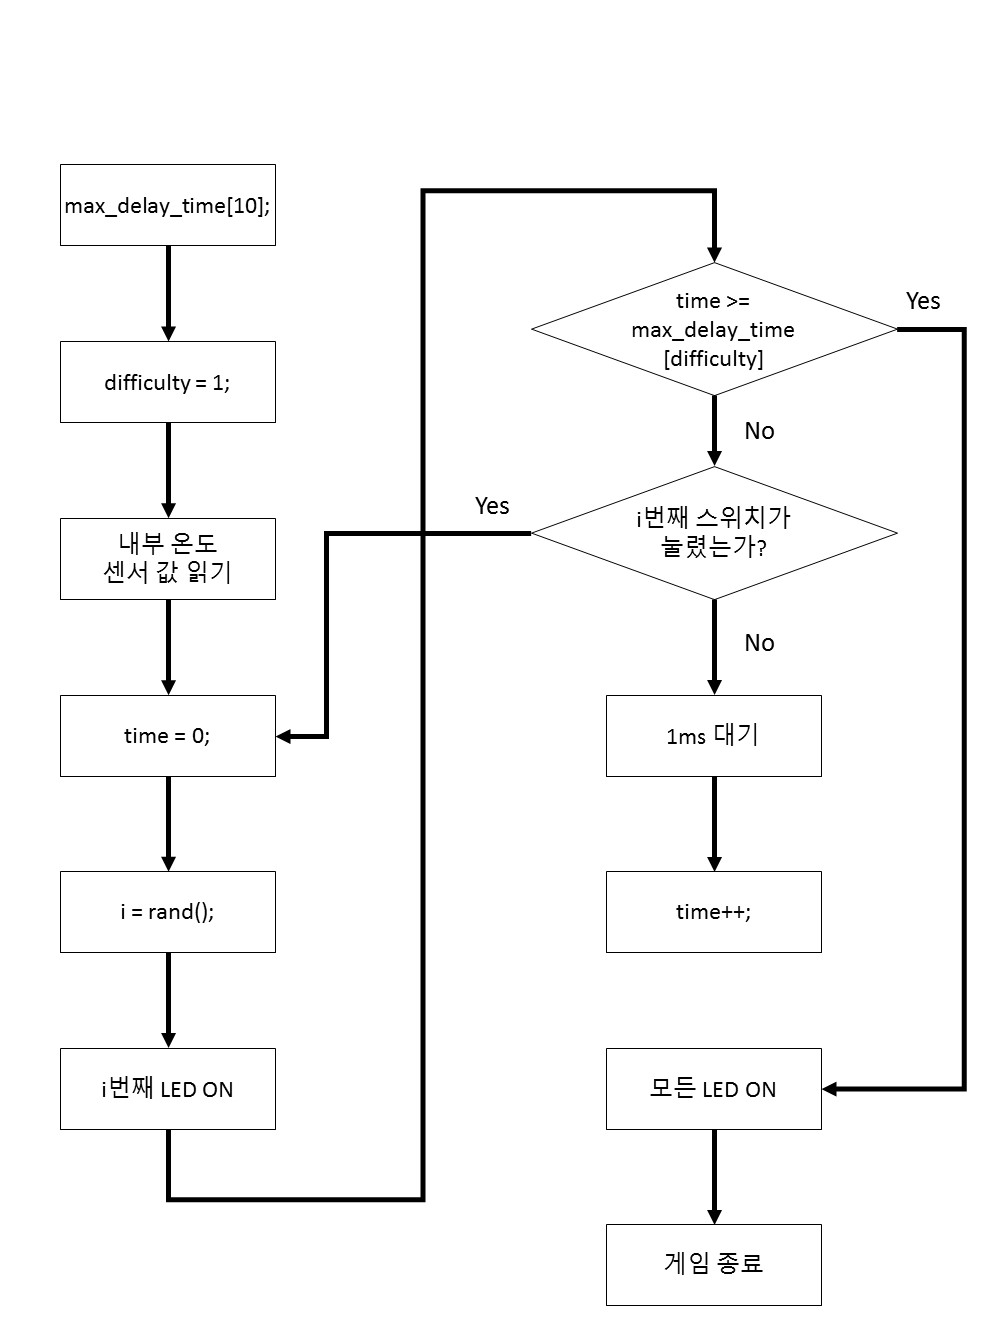 max_delay_time[10];
difficulty = 1;
내부 온도
센서 값 읽기
time = 0;
i = rand();
i번째 LED ON
time >=
max_delay_time
[difficulty]
Yes
No
i번째 스위치가
눌렸는가?
Yes
No
1ms 대기
time++;
모든 LED ON
게임 종료